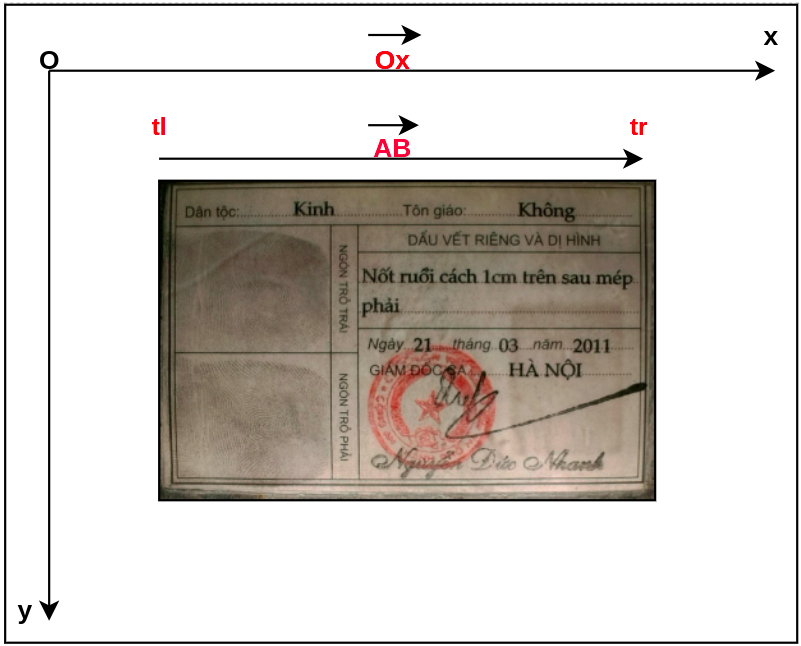 x
O
Ox
tl
tr
AB
Dân tộc: Kinh Tôn giáo: Không
DẤU VẾT RIÊNG VÀ DỊ HÌNH
NGÓN TRỎ TRÁI
Nốt ruồi cách 1cm trên sau mép
phải
Ngày 21 tháng 03 năm 2011
GIÁM ĐỐC CA HÀ NỘI
NGÓN TRỎ PHẢI
Nguyễn Đức Nhanh
y